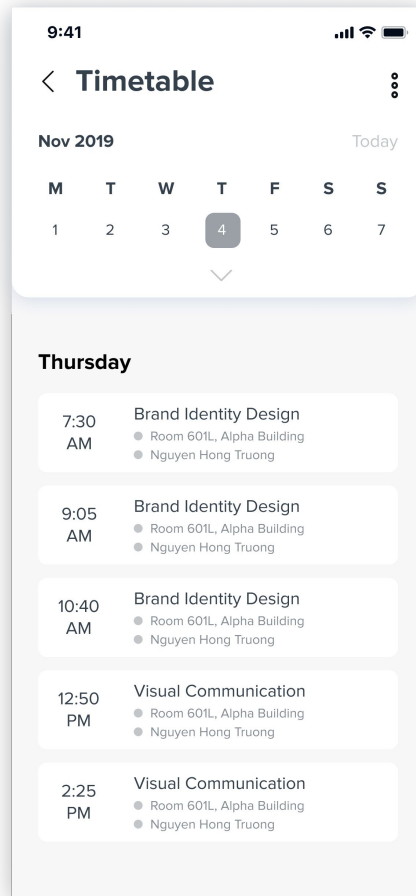 9:41
Timetable
Nov 2019 Today
M T W T F S S
1 2 3 4 5 6 7
Thursday
7:30
AM
Brand Identity Design
Room 601L, Alpha Building
Nguyen Hong Truong
9:05
AM
Brand Identity Design
Room 601L, Alpha Building
Nguyen Hong Truong
10:40
AM
Brand Identity Design
Room 601L, Alpha Building
Nguyen Hong Truong
12:50
PM
Visual Communication
Room 601L, Alpha Building
Nguyen Hong Truong
2:25
PM
Visual Communication
Room 601L, Alpha Building
Nguyen Hong Truong